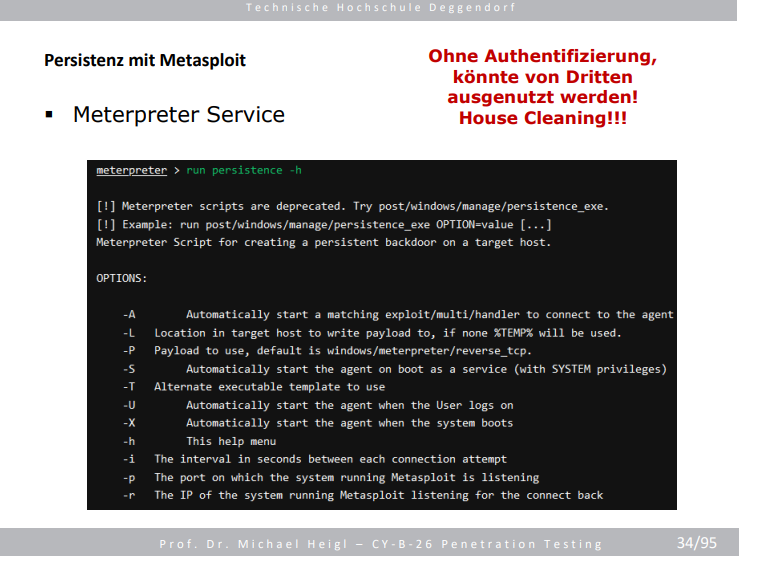 Technische Hochschule Deggendorf
Persistenz mit Metasploit
Ohne Authentifizierung,
könnte von Dritten
ausgenutzt werden!
House Cleaning!!!
▪ Meterpreter Service
meterpreter > run persistence -h
[!] Meterpreter scripts are deprecated. Try post/windows/manage/persistence_exe.
[!] Example: run post/windows/manage/persistence_exe OPTION=value [...]
Meterpreter Script for creating a persistent backdoor on a target host.
OPTIONS:
-A Automatically start a matching exploit/multi/handler to connect to the agent
-L Location in target host to write payload to, if none %TEMP% will be used.
-P Payload to use, default is windows/meterpreter/reverse_tcp.
-S Automatically start the agent on boot as a service (with SYSTEM privileges)
-T Alternate executable template to use
-U Automatically start the agent when the User logs on
-X Automatically start the agent when the system boots
-h This help menu
-i The interval in seconds between each connection attempt
-p The port on which the system running Metasploit is listening
-r The IP of the system running Metasploit listening for the connect back
Prof. Dr. Michael Heigl – CY-B-26 Penetration Testing 34/95